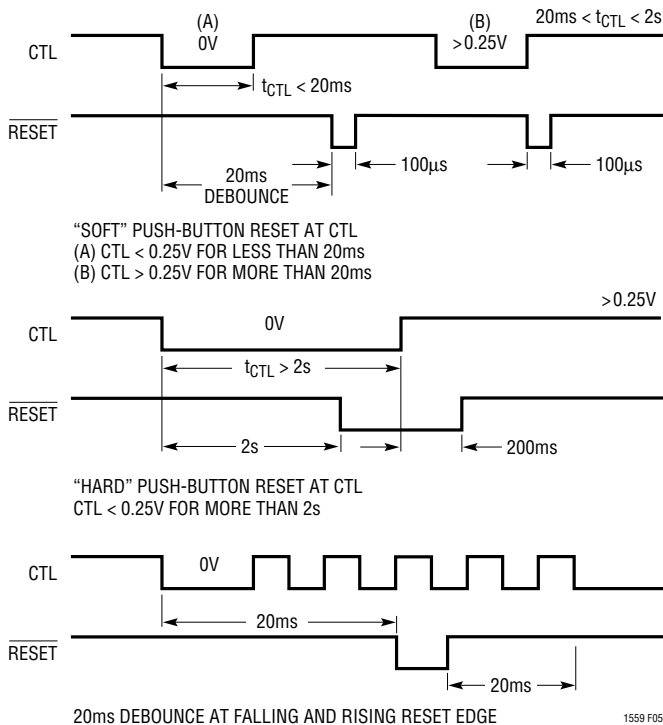 (A) (B) 20ms < tCTL < 2s
CTL 0V >0.25V
tCTL < 20ms
RESET
100µs 100µs
20ms
DEBOUNCE
“SOFT” PUSH-BUTTON RESET AT CTL
(A) CTL < 0.25V FOR LESS THAN 20ms
(B) CTL > 0.25V FOR MORE THAN 20ms
>0.25V
CTL 0V
tCTL > 2s
RESET
2s 200ms
“HARD” PUSH-BUTTON RESET AT CTL
CTL < 0.25V FOR MORE THAN 2s
CTL 0V
20ms
RESET
20ms
20ms DEBOUNCE AT FALLING AND RISING RESET EDGE 1559 F05